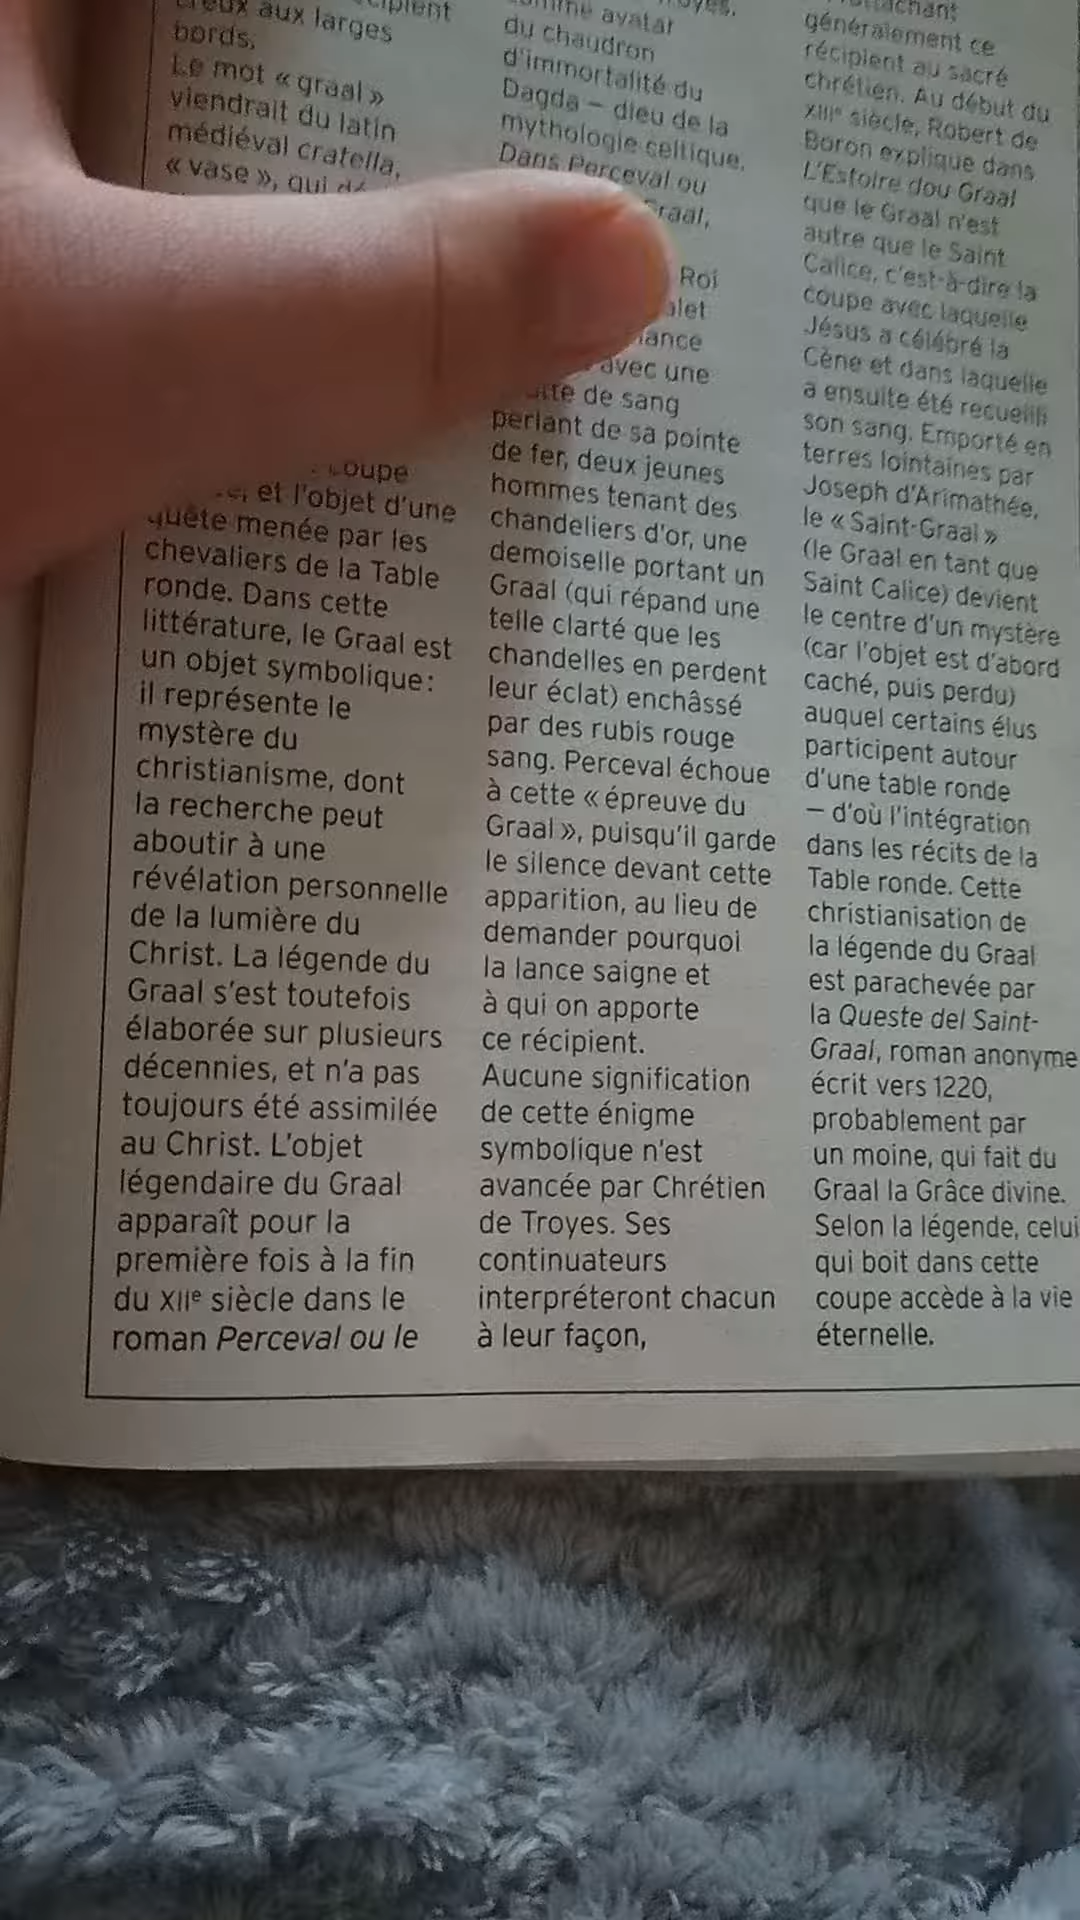 creux aux larges
bords.
Le mot « graal »
viendrait du latin
médiéval cratella,
« vase », qui
coupe
et l'objet d'une
quête menée par les
chevaliers de la Table
ronde. Dans cette
littérature, le Graal est
un objet symbolique :
il représente le
mystère du
christianisme, dont
la recherche peut
aboutir à une
révélation personnelle
de la lumière du
Christ. La légende du
Graal s'est toutefois
élaborée sur plusieurs
décennies, et n'a pas
toujours été assimilée
au Christ. L'objet
légendaire du Graal
apparaît pour la
première fois à la fin
du XIIe siècle dans le
roman Perceval ou le
avatar
du chaudron
d'immortalité du
Dagda – dieu de la
mythologie celtique.
Dans Perceval ou
Graal,
Roi
avec une
de sang
perlant de sa pointe
de fer, deux jeunes
hommes tenant des
chandeliers d'or, une
demoiselle portant un
Graal (qui répand une
telle clarté que les
chandelles en perdent
leur éclat) enchâssé
par des rubis rouge
sang. Perceval échoue
à cette « épreuve du
Graal », puisqu'il garde
le silence devant cette
apparition, au lieu de
demander pourquoi
la lance saigne et
à qui on apporte
ce récipient.
Aucune signification
de cette énigme
symbolique n'est
avancée par Chrétien
de Troyes. Ses
continuateurs
interpréteront chacun
à leur façon,
généralement ce
récipient au sacré
chrétien. Au début du
XIIIe siècle, Robert de
Boron explique dans
L'Estoire dou Graal
que le Graal n'est
autre que le Saint
Calice, c'est-à-dire la
coupe avec laquelle
Jésus a célébré la
Cène et dans laquelle
a ensuite été recueilli
son sang. Emporté en
terres lointaines par
Joseph d'Arimathée,
le « Saint-Graal »
(le Graal en tant que
Saint Calice) devient
le centre d'un mystère
(car l'objet est d'abord
caché, puis perdu)
auquel certains élus
participent autour
d'une table ronde
– d'où l'intégration
dans les récits de la
Table ronde. Cette
christianisation de
la légende du Graal
est parachevée par
la Queste del Saint-
Graal, roman anonyme
écrit vers 1220,
probablement par
un moine, qui fait du
Graal la Grâce divine.
Selon la légende, celui
qui boit dans cette
coupe accède à la vie
éternelle.